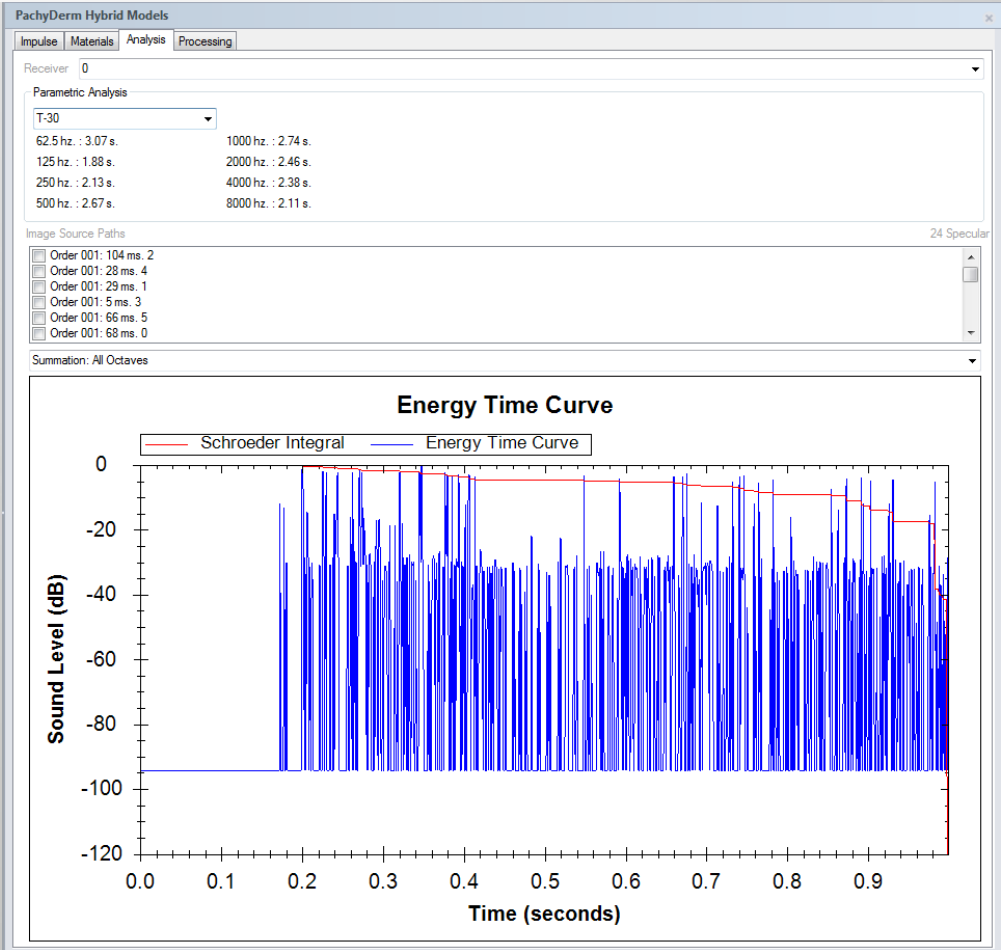 PachyDerm Hybrid Models
Impulse Materials Analysis Processing
Receiver 0
Parametric Analysis
T-30
62.5 hz. : 3.07 s. 1000 hz. : 2.74 s.
125 hz. : 1.88 s. 2000 hz. : 2.46 s.
250 hz. : 2.13 s. 4000 hz. : 2.38 s.
500 hz. : 2.67 s. 8000 hz. : 2.11 s.
Image Source Paths 24 Specular
Order 001: 104 ms. 2
Order 001: 28 ms. 4
Order 001: 29 ms. 1
Order 001: 5 ms. 3
Order 001: 66 ms. 5
Order 001: 68 ms. 0
Summation: All Octaves
Energy Time Curve
Schroeder Integral Energy Time Curve
Sound Level (dB)
0
-20
-40
-60
-80
-100
-120
0.0 0.1 0.2 0.3 0.4 0.5 0.6 0.7 0.8 0.9
Time (seconds)